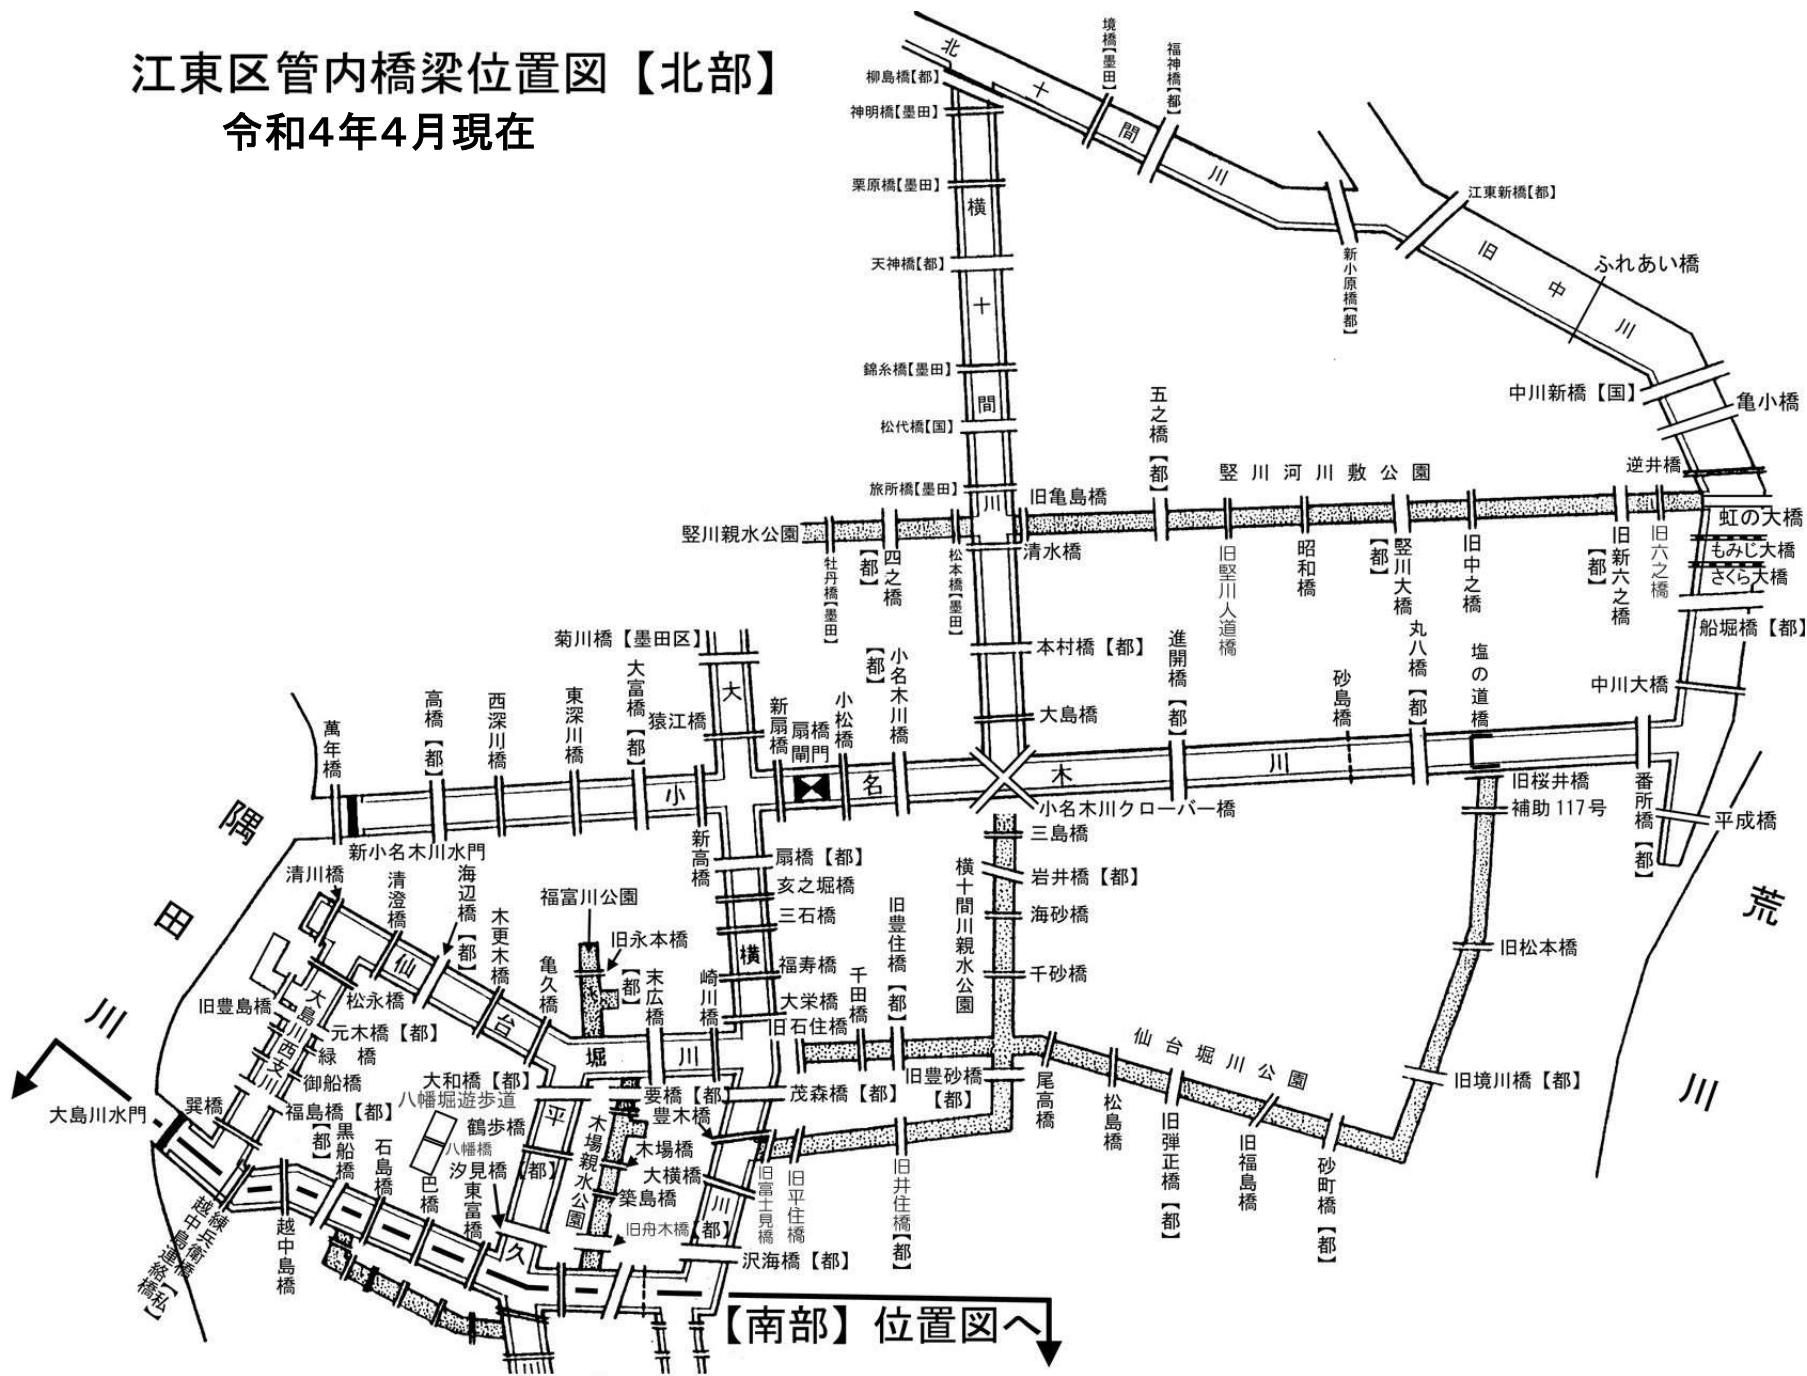 江東区管内橋梁位置図【北部】
令和4年4月現在
北十間川
境橋【墨田】
福神橋【都】
柳島橋【都】
神明橋【墨田】
栗原橋【墨田】
天神橋【都】
錦糸橋【墨田】
松代橋【国】
旅所橋【墨田】
横十間川
新小原橋【都】
江東新橋【都】
旧中川
ふれあい橋
中川新橋【国】
亀小橋
逆井橋
虹の大橋
もみじ大橋
さくら大橋
船堀橋【都】
中川大橋
平成橋
竪川河川敷公園
五之橋【都】
旧亀島橋
清水橋
竪川親水公園
牡丹橋【墨田】
四之橋【都】
松本橋【墨田】
旧竪川人道橋
昭和橋
竪川大橋【都】
旧中之橋
旧新六之橋【都】
旧六之橋
本村橋【都】
大島橋
進開橋【都】
砂島橋
丸八橋【都】
塩の道橋
番所橋【都】
菊川橋【墨田区】
猿江橋
大富橋【都】
東深川橋
西深川橋
高橋【都】
萬年橋
新扇橋
扇橋閘門
小松橋
小名木川橋【都】
小名木川
小名木川クローバー橋
新小名木川水門
新高橋
扇橋【都】
亥之堀橋
三石橋
福寿橋
大栄橋
旧石住橋
大横川
三島橋
岩井橋【都】
海砂橋
千砂橋
横十間川親水公園
旧桜井橋
補助117号
旧松本橋
旧境川橋【都】
荒川
隅田川
清川橋
清澄橋
海辺橋【都】
木更木橋
亀久橋
福富川公園
旧永本橋
【都】
末広橋
崎川橋
仙台堀川
千田橋
旧豊住橋【都】
旧豊砂橋【都】
仙台堀川公園
尾高橋
松島橋
旧弾正橋【都】
旧福島橋
砂町橋【都】
旧豊島橋
松永橋
元木橋【都】
緑橋
御船橋
福島橋【都】
大島川西支川
巽橋
大島川水門
大和橋【都】
八幡堀遊歩道
鶴歩橋
八幡橋
汐見橋【都】
要橋【都】
茂森橋【都】
豊木橋
木場橋
大横橋
築島橋
旧舟木橋【都】
木場親水公園
平久
川
沢海橋【都】
旧富士見橋
旧平住橋
旧井住橋【都】
黒船橋【都】
石島橋
巴橋
東富橋
越中島橋
練兵衛橋
越中島連絡橋【私】
【南部】位置図へ